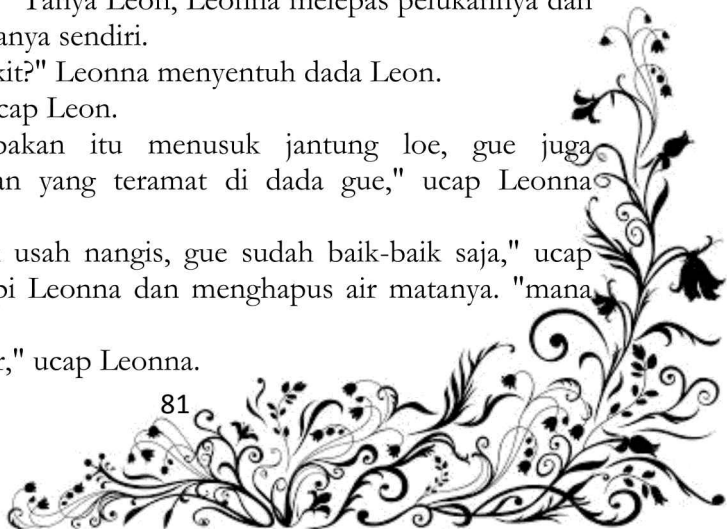 Tanya Leon, Leonna melepas pelukannya dan
anya sendiri.
kit?" Leonna menyentuh dada Leon.
cap Leon.
bakan itu menusuk jantung loe, gue juga
an yang teramat di dada gue," ucap Leonna
usah nangis, gue sudah baik-baik saja," ucap
pi Leonna dan menghapus air matanya. "mana
r," ucap Leonna.
81